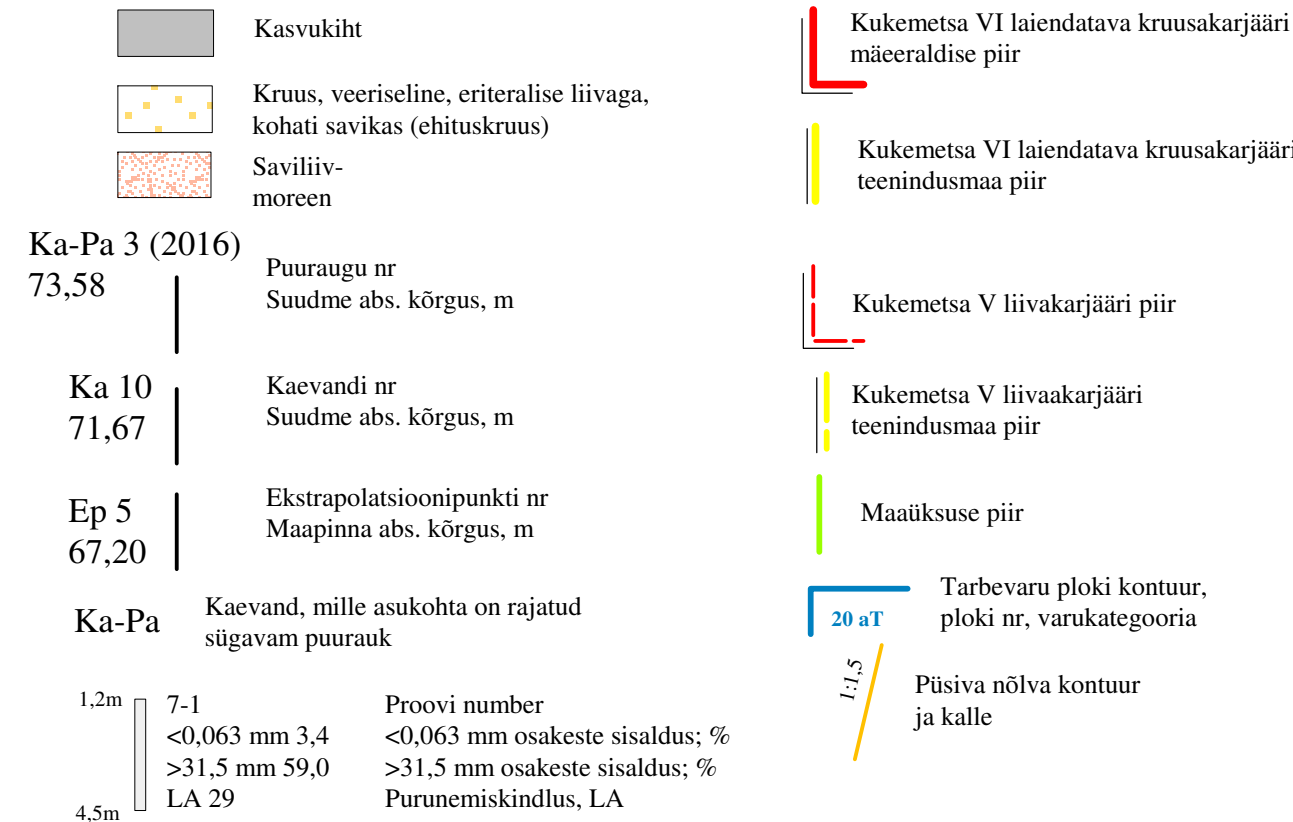 Kasvukiht
Kruus, veeriseline, eriteralise liivaga,
kohati savikas (ehituskruus)
Saviliiv-
moreen
Ka-Pa 3 (2016)
73,58
Puuraugu nr
Suudme abs. kõrgus, m
Ka 10
71,67
Kaevandi nr
Suudme abs. kõrgus, m
Ep 5
67,20
Ekstrapolatsioonipunkti nr
Maapinna abs. kõrgus, m
Ka-Pa
Kaevand, mille asukohta on rajatud
sügavam puurauk
1,2m
4,5m
7-1
<0,063 mm 3,4
>31,5 mm 59,0
LA 29
Proovi number
<0,063 mm osakeste sisaldus; %
>31,5 mm osakeste sisaldus; %
Purunemiskindlus, LA
Kukemetsa VI laiendatava kruusakarjääri
mäeeraldise piir
Kukemetsa VI laiendatava kruusakarjääri
teenindusmaa piir
Kukemetsa V liivakarjääri piir
Kukemetsa V liivaakarjääri
teenindusmaa piir
Maaüksuse piir
20 aT
Tarbevaru ploki kontuur,
ploki nr, varukategooria
1:1,5
Püsiva nõlva kontuur
ja kalle